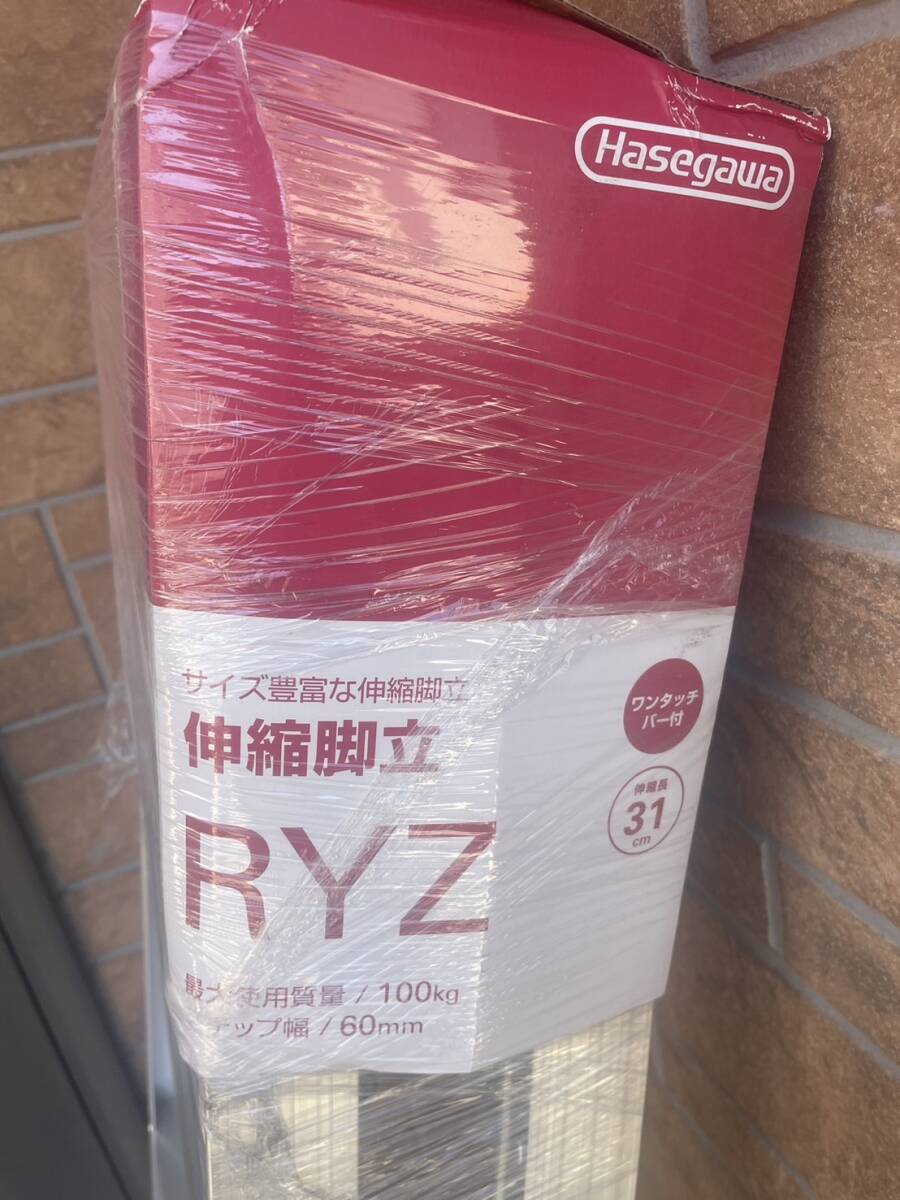 Hasegawa
サイズ豊富な伸縮脚立
伸縮脚立
RYZ
ワンタッチ
バー付
伸縮長
31
cm
最大使用質量 / 100kg
ップ幅 / 60mm